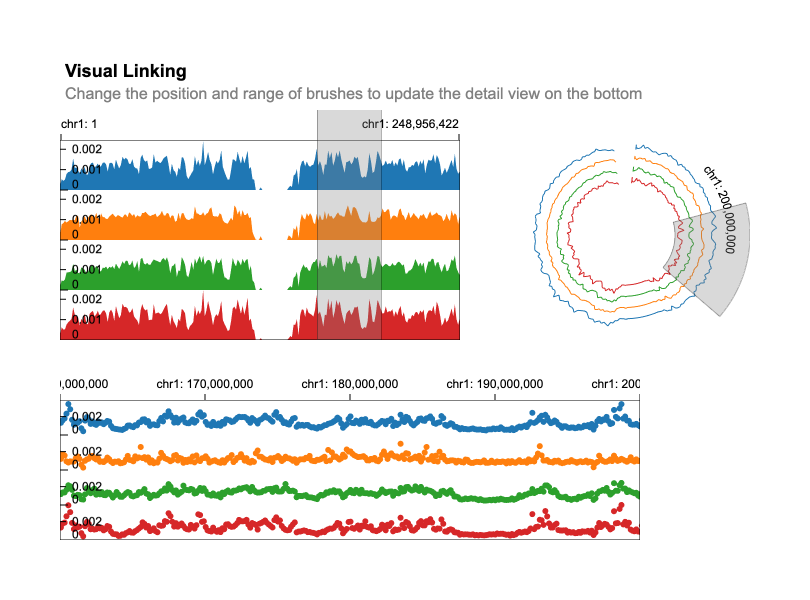 Visual Linking
Change the position and range of brushes to update the detail view on the bottom
chr1: 1
chr1: 248,956,422
0.002
0.001
0
0.002
0.001
0
0.002
0.001
0
0.002
0.001
0
chr1: 200,000,000
0,000,000
chr1: 170,000,000
chr1: 180,000,000
chr1: 190,000,000
chr1: 200
0.002
0
0.002
0
0.002
0
0.002
0